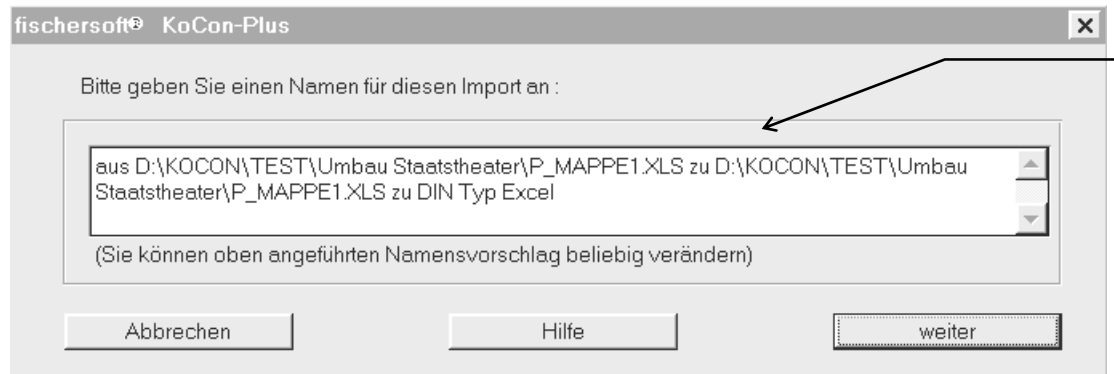 fischersoft® KoCon-Plus
Bitte geben Sie einen Namen für diesen Import an :
aus D:\KOCON\TEST\Umbau Staatstheater\P_MAPPE1.XLS zu D:\KOCON\TEST\Umbau
Staatstheater\P_MAPPE1.XLS zu DIN Typ Excel
(Sie können oben angeführten Namensvorschlag beliebig verändern)
Abbrechen
Hilfe
weiter